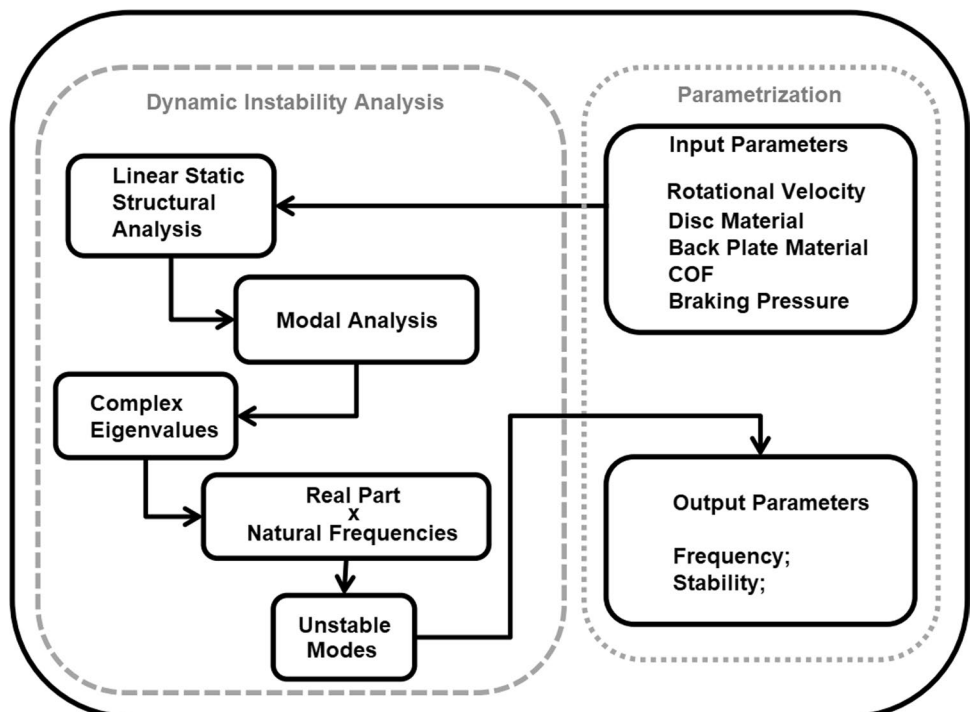 Dynamic Instability Analysis
Linear Static
Structural
Analysis
Modal Analysis
Complex
Eigenvalues
Real Part
x
Natural Frequencies
Unstable
Modes
Parametrization
Input Parameters
Rotational Velocity
Disc Material
Back Plate Material
COF
Braking Pressure
Output Parameters
Frequency;
Stability;